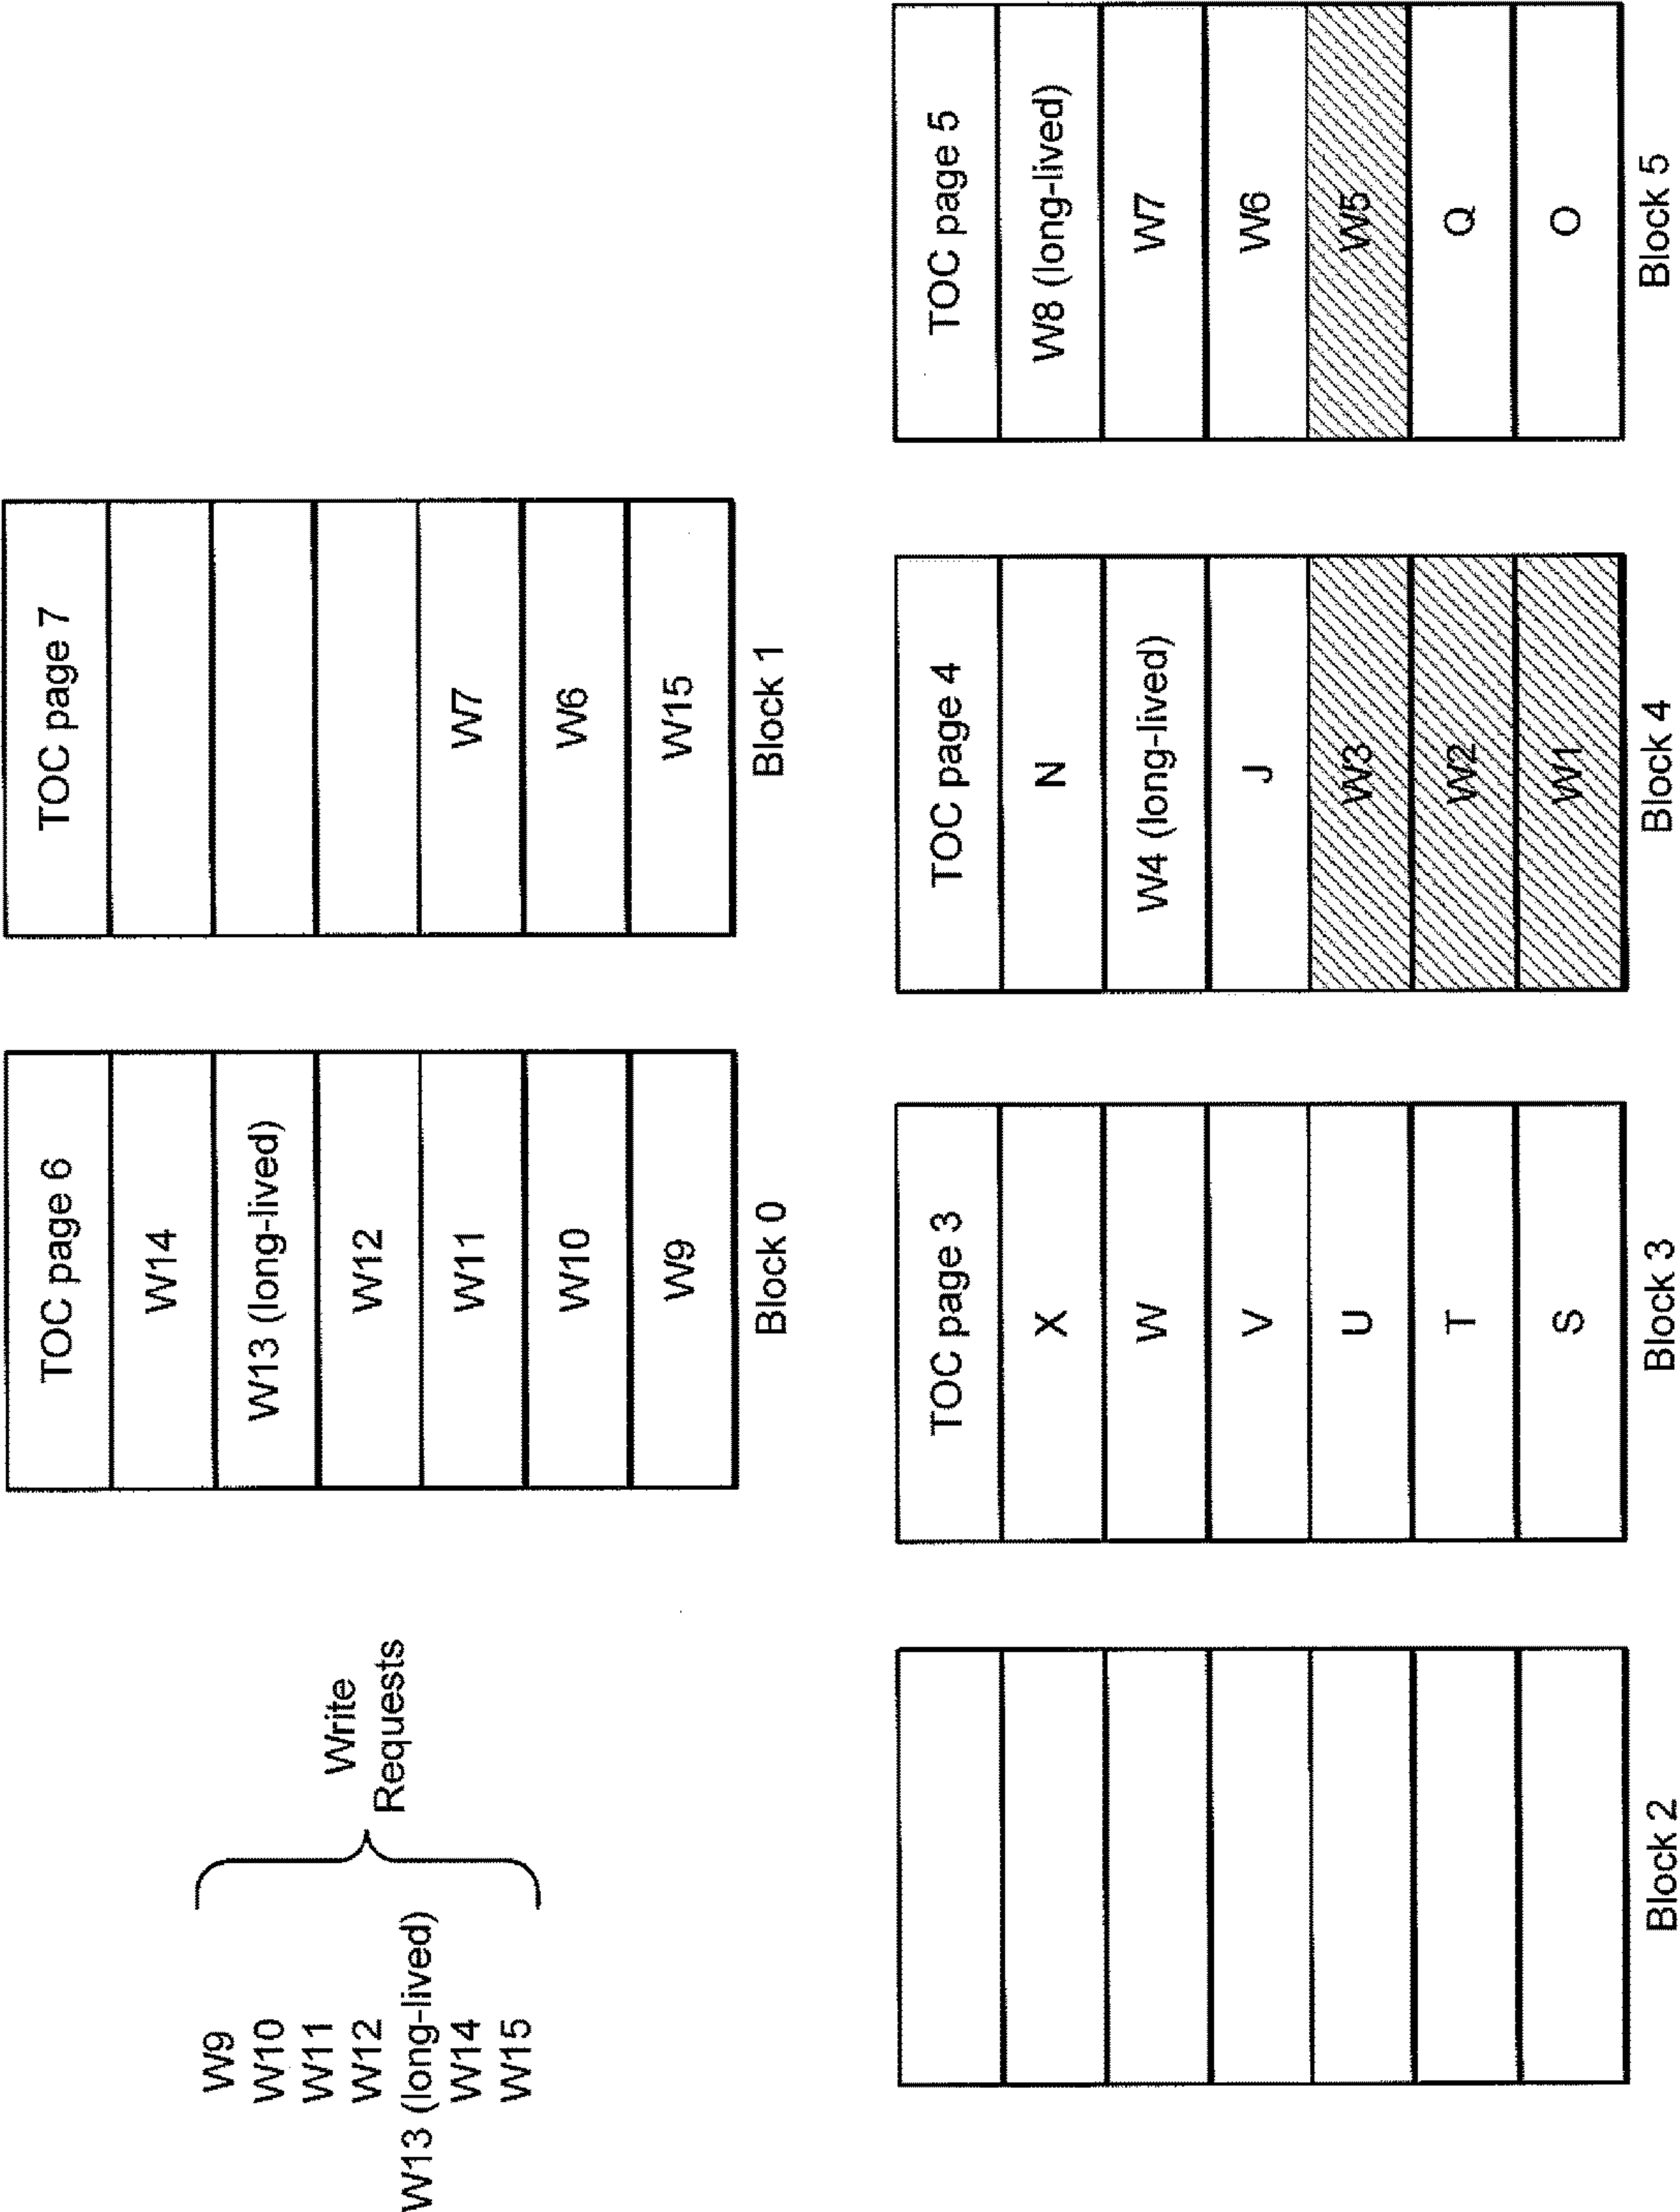 W9
W10
W11
W12
W13 (long-lived)
W14
W15
Write
Requests
TOC page 6
W14
W13 (long-lived)
W12
W11
W10
W9
Block 0
TOC page 7
W7
W6
W15
Block 1
Block 2
TOC page 3
X
W
V
U
T
S
Block 3
TOC page 4
N
W4 (long-lived)
J
W3
W2
W1
Block 4
TOC page 5
W8 (long-lived)
W7
W6
W5
Q
O
Block 5